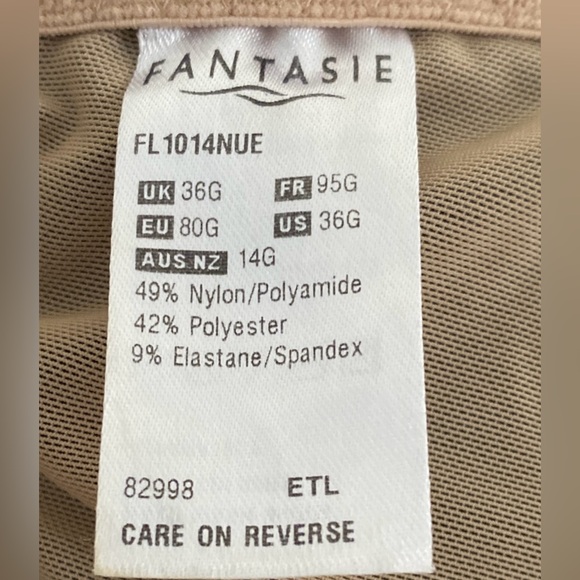 FANTASIE
FL1014NUE
UK 36G FR 95G
EU 80G US 36G
AUS NZ 14G
49% Nylon/Polyamide
42% Polyester
9% Elastane/Spandex
82998 ETL
CARE ON REVERSE